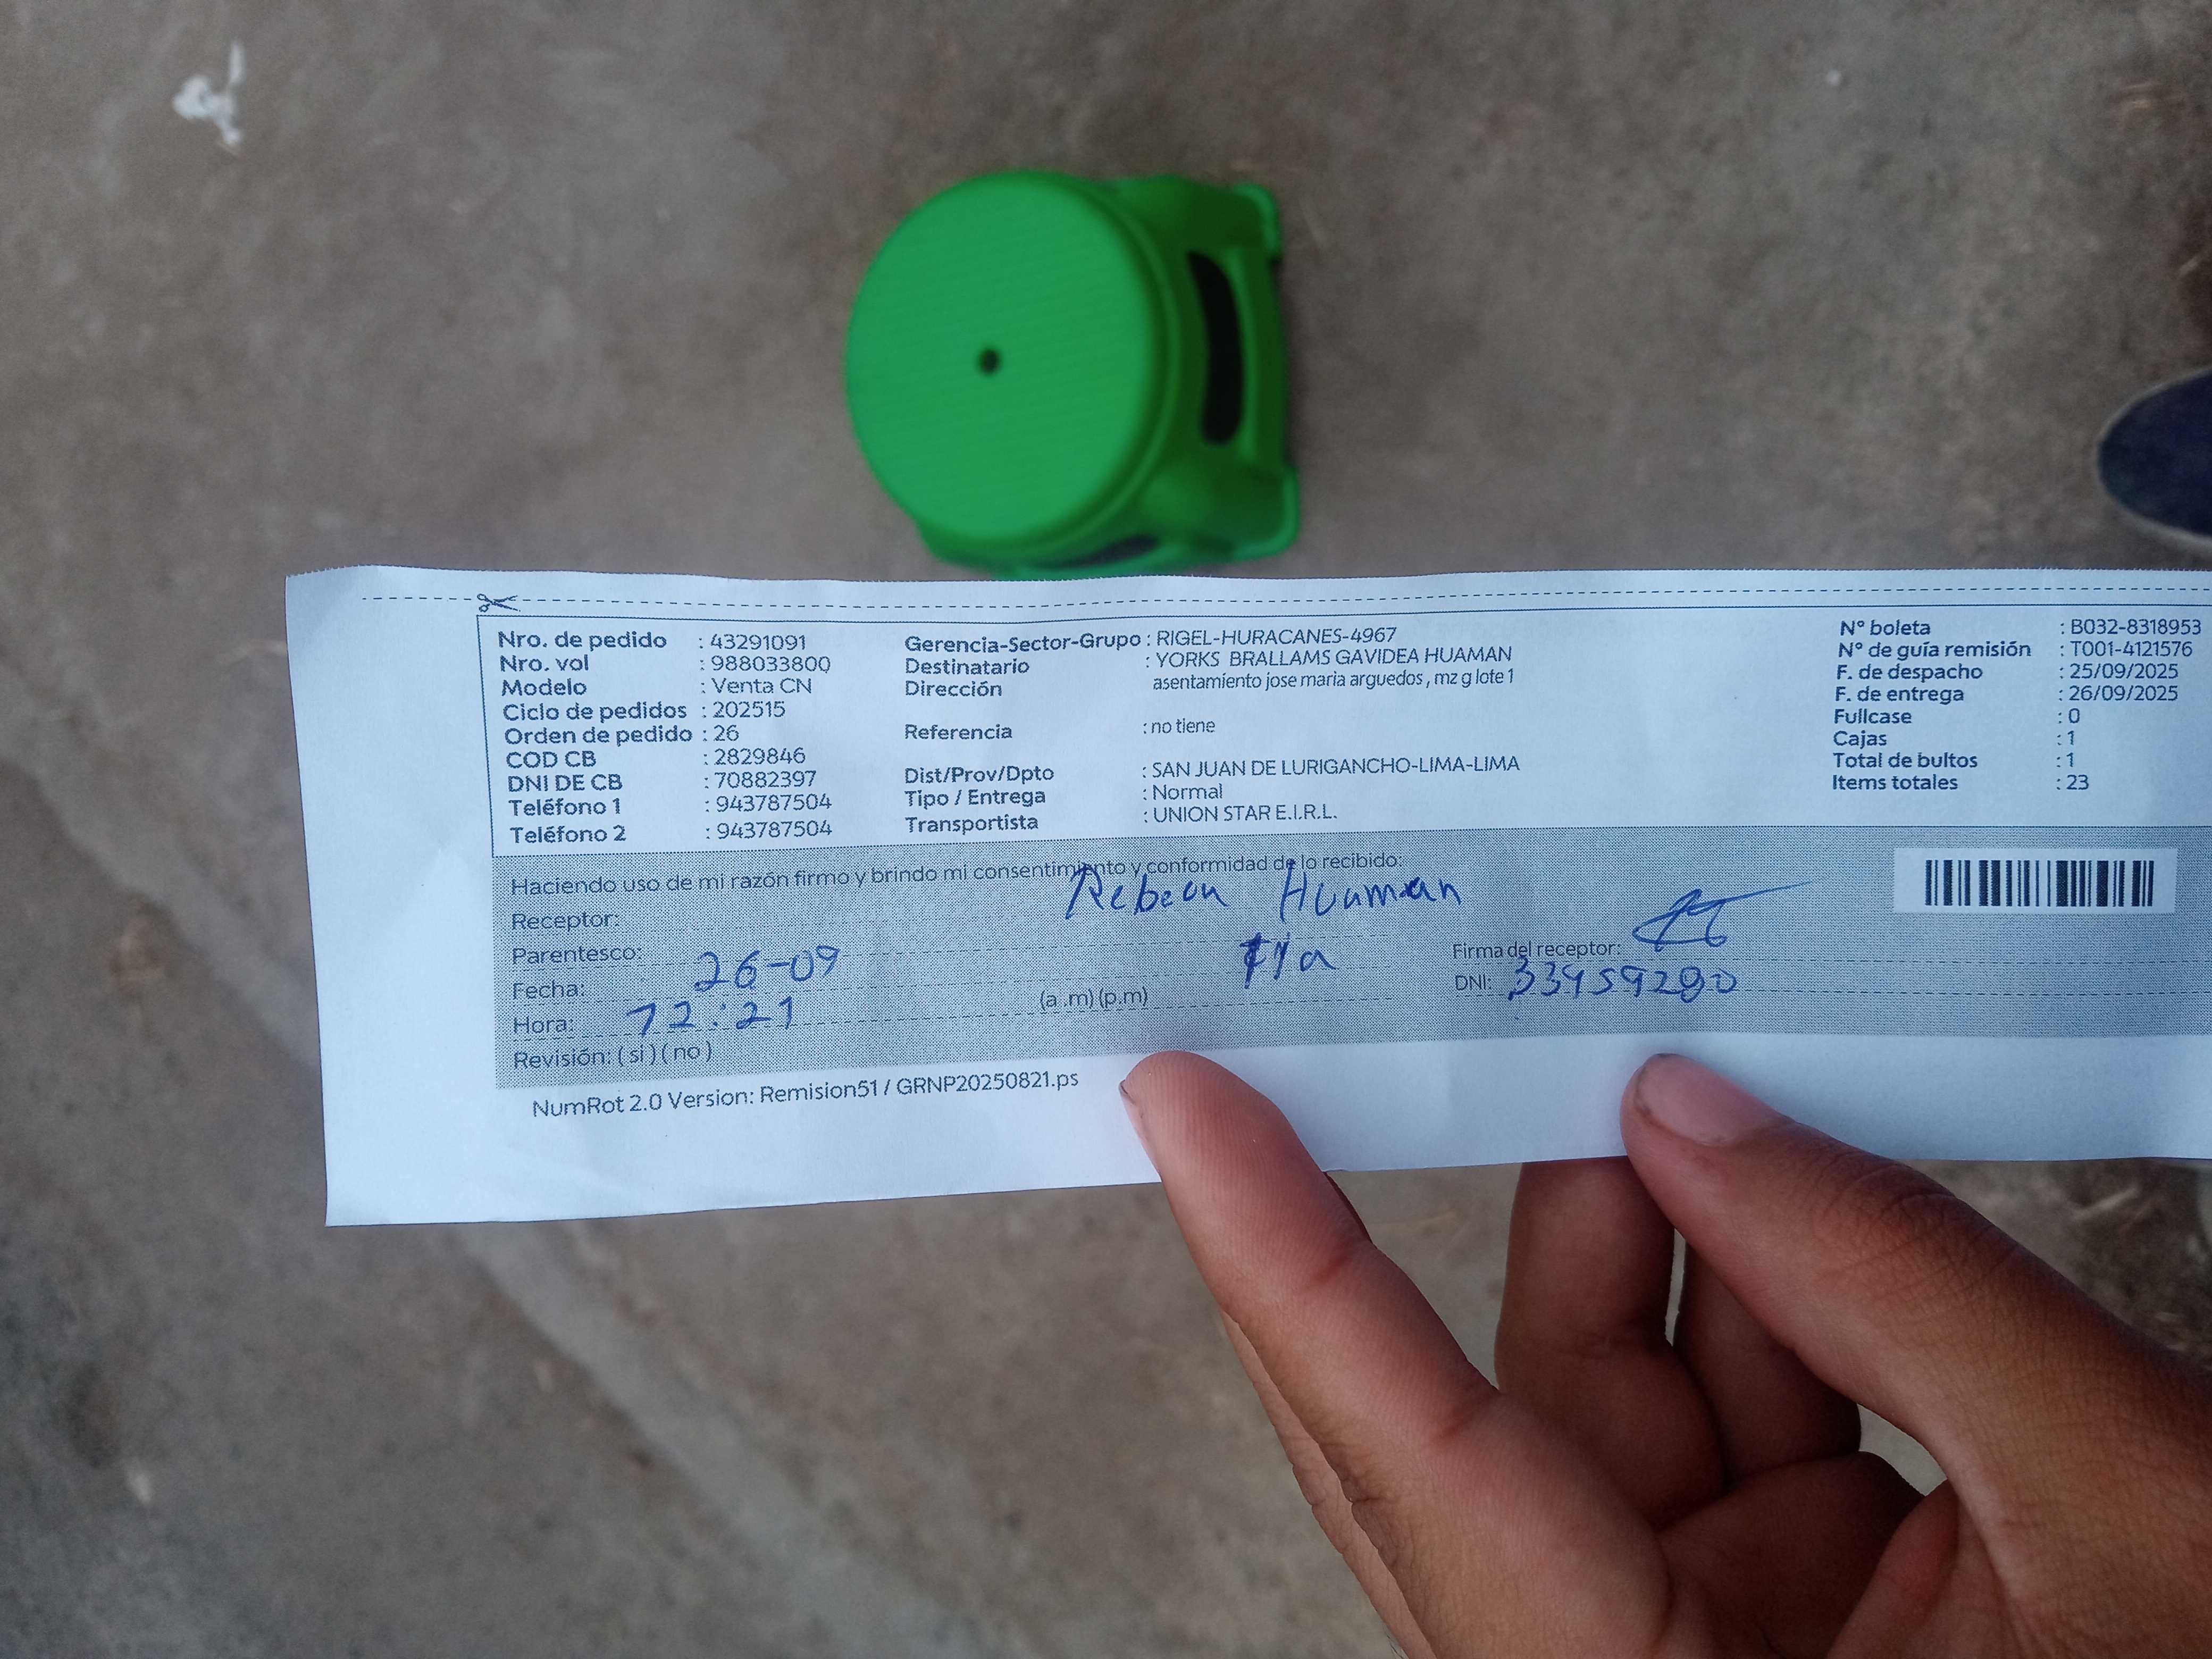 Nro. de pedido : 43291091
Nro. vol : 988033800
Modelo : Venta CN
Ciclo de pedidos : 202515
Orden de pedido : 26
COD CB : 2829846
DNI DE CB : 70882397
Teléfono 1 : 943787504
Teléfono 2 : 943787504
Gerencia-Sector-Grupo : RIGEL-HURACANES-4967
Destinatario : YORKS BRALLAMS GAVIDEA HUAMAN
Dirección asentamiento jose maria arguedos , mz g lote 1
Referencia : no tiene
Dist/Prov/Dpto : SAN JUAN DE LURIGANCHO-LIMA-LIMA
Tipo / Entrega : Normal
Transportista : UNION STAR E.I.R.L.
N° boleta : B032-8318953
N° de guía remisión : T001-4121576
F. de despacho : 25/09/2025
F. de entrega : 26/09/2025
Fullcase : 0
Cajas : 1
Total de bultos : 1
Items totales : 23
Haciendo uso de mi razón firmo y brindo mi consentimiento y conformidad de lo recibido:
Receptor: Rebeca Huaman
Parentesco: tia
Fecha: 26-09
Hora: 12:21 (a .m) (p.m)
Revisión: ( si ) ( no )
Firma del receptor:
DNI: 33959280
NumRot 2.0 Version: Remision51 / GRNP20250821.ps